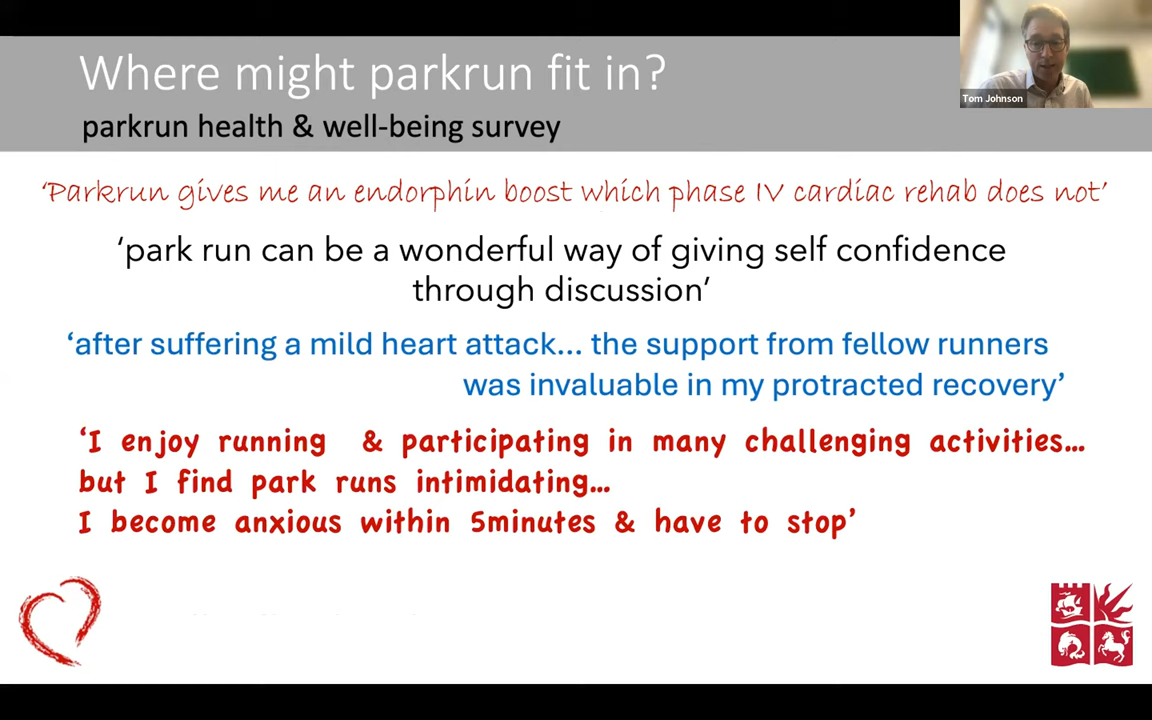 Where might parkrun fit in?
Tom Johnson
parkrun health & well-being survey
‘Parkrun gives me an endorphin boost which phase IV cardiac rehab does not’
‘park run can be a wonderful way of giving self confidence
through discussion’
‘after suffering a mild heart attack... the support from fellow runners
was invaluable in my protracted recovery’
‘I enjoy running & participating in many challenging activities...
but I find park runs intimidating...
I become anxious within 5minutes & have to stop’